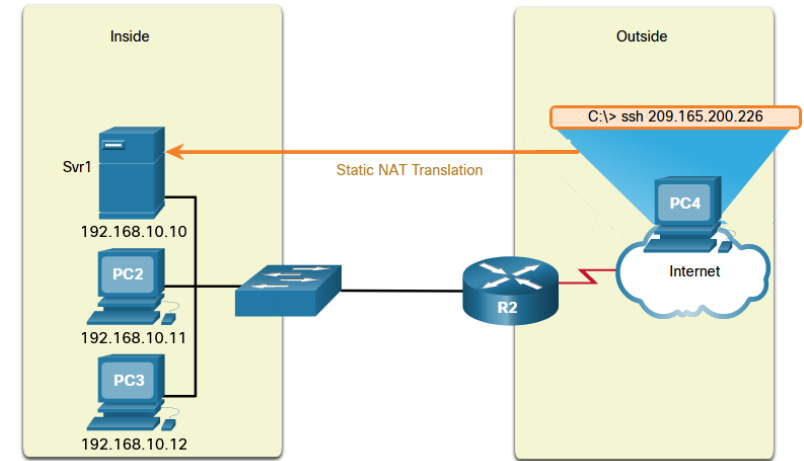 Inside
Outside
C:\> ssh 209.165.200.226
Static NAT Translation
Svr1
PC4
192.168.10.10
PC2
Internet
R2
192.168.10.11
PC3
192.168.10.12